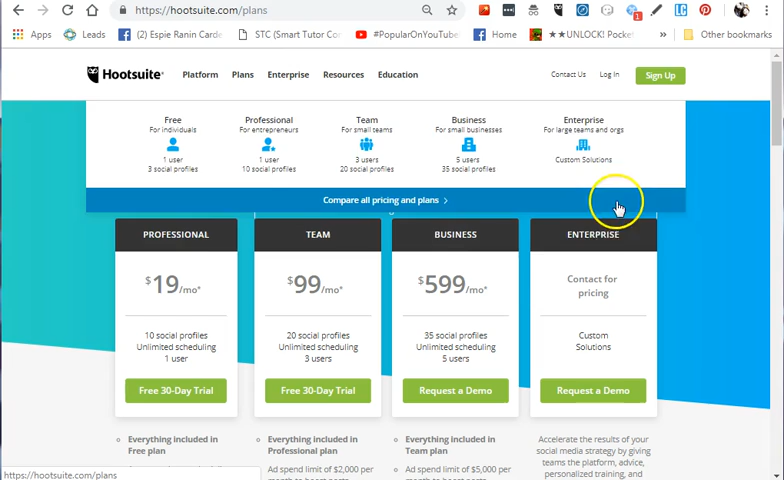 https://hootsuite.com/plans
Apps Leads (2) Espie Ranin Carde STC (Smart Tutor Con #PopularOnYouTube Home ★★UNLOCK! Pocket » Other bookmarks
1
Hootsuite® Platform Plans Enterprise Resources Education Contact Us Log In Sign Up
Free Professional Team Business Enterprise
For individuals For entrepreneurs For small teams For small businesses For large teams and orgs
1 user 1 user 3 users 5 users Custom Solutions
3 social profiles 10 social profiles 20 social profiles 35 social profiles
Compare all pricing and plans >
PROFESSIONAL TEAM BUSINESS ENTERPRISE
$19/mo* $99/mo* $599/mo* Contact for
pricing
10 social profiles 20 social profiles 35 social profiles Custom
Unlimited scheduling Unlimited scheduling Unlimited scheduling Solutions
1 user 3 users 5 users
Free 30-Day Trial Free 30-Day Trial Request a Demo Request a Demo
Everything included in Everything included in Everything included in Accelerate the results of your
Free plan Professional plan Team plan social media strategy by giving
Ad spend limit of $2,000 per Ad spend limit of $5,000 per teams the platform, advice,
personalized training, and
https://hootsuite.com/plans